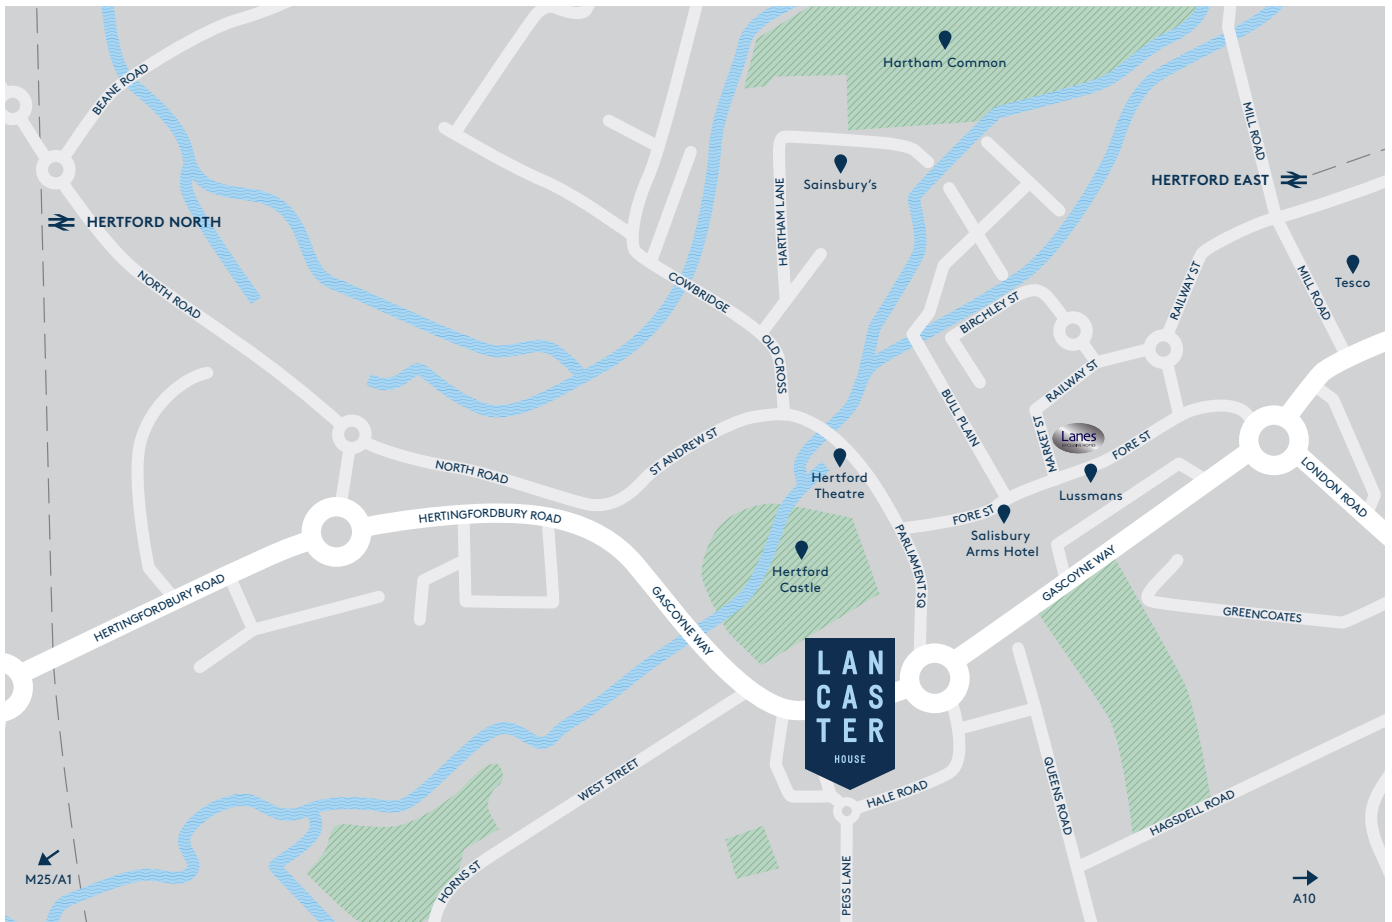 Hartham Common
BEANE ROAD
MILL ROAD
Sainsbury's
HERTFORD EAST
HARTHAM LANE
HERTFORD NORTH
NORTH ROAD
COWBRIDGE
Tesco
RAILWAY ST
MILL ROAD
BIRCHLEY ST
OLD CROSS
RAILWAY ST
BULL PLAIN
MARKET ST
Lanes
FORE ST
ST ANDREW ST
NORTH ROAD
Hertford
Theatre
Lussmans
LONDON ROAD
HERTINGFORDBURY ROAD
FORE ST
Salisbury
Arms Hotel
PARLIAMENT SQ
Hertford
Castle
GASCOYNE WAY
HERTINGFORDBURY ROAD
GASCOYNE WAY
GREENCOATES
LAN
CAS
TER
HOUSE
WEST STREET
HALE ROAD
QUEENS ROAD
HAGSDELL ROAD
HORNS ST
PEGS LANE
M25/A1
A10